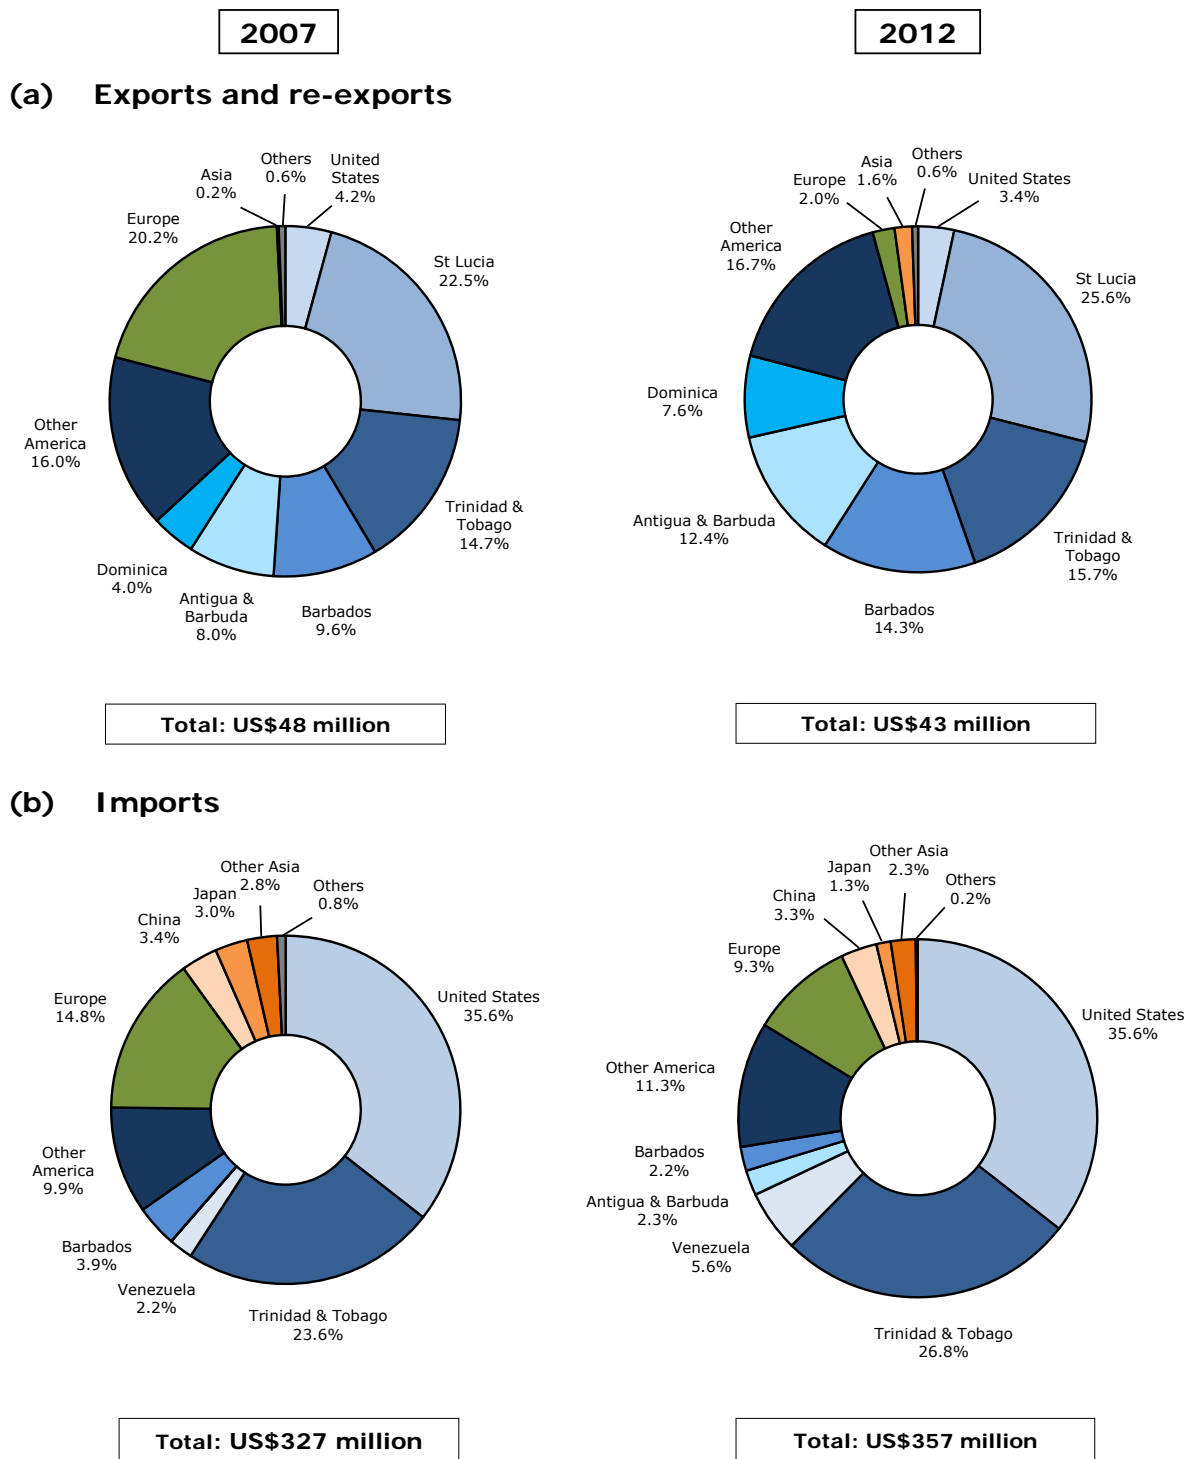 2007
2012
(a) Exports and re-exports
Asia
0.2%
Others
0.6%
United
States
4.2%
St Lucia
22.5%
Trinidad &
Tobago
14.7%
Barbados
9.6%
Antigua &
Barbuda
8.0%
Dominica
4.0%
Other
America
16.0%
Europe
20.2%
Total: US$48 million
Europe
2.0%
Asia
1.6%
Others
0.6%
United States
3.4%
St Lucia
25.6%
Trinidad &
Tobago
15.7%
Barbados
14.3%
Antigua & Barbuda
12.4%
Dominica
7.6%
Other
America
16.7%
Total: US$43 million
(b) Imports
China
3.4%
Japan
3.0%
Other Asia
2.8%
Others
0.8%
United States
35.6%
Trinidad & Tobago
23.6%
Venezuela
2.2%
Barbados
3.9%
Other
America
9.9%
Europe
14.8%
Total: US$327 million
China
3.3%
Japan
1.3%
Other Asia
2.3%
Others
0.2%
United States
35.6%
Trinidad & Tobago
26.8%
Venezuela
5.6%
Antigua & Barbuda
2.3%
Barbados
2.2%
Other America
11.3%
Europe
9.3%
Total: US$357 million